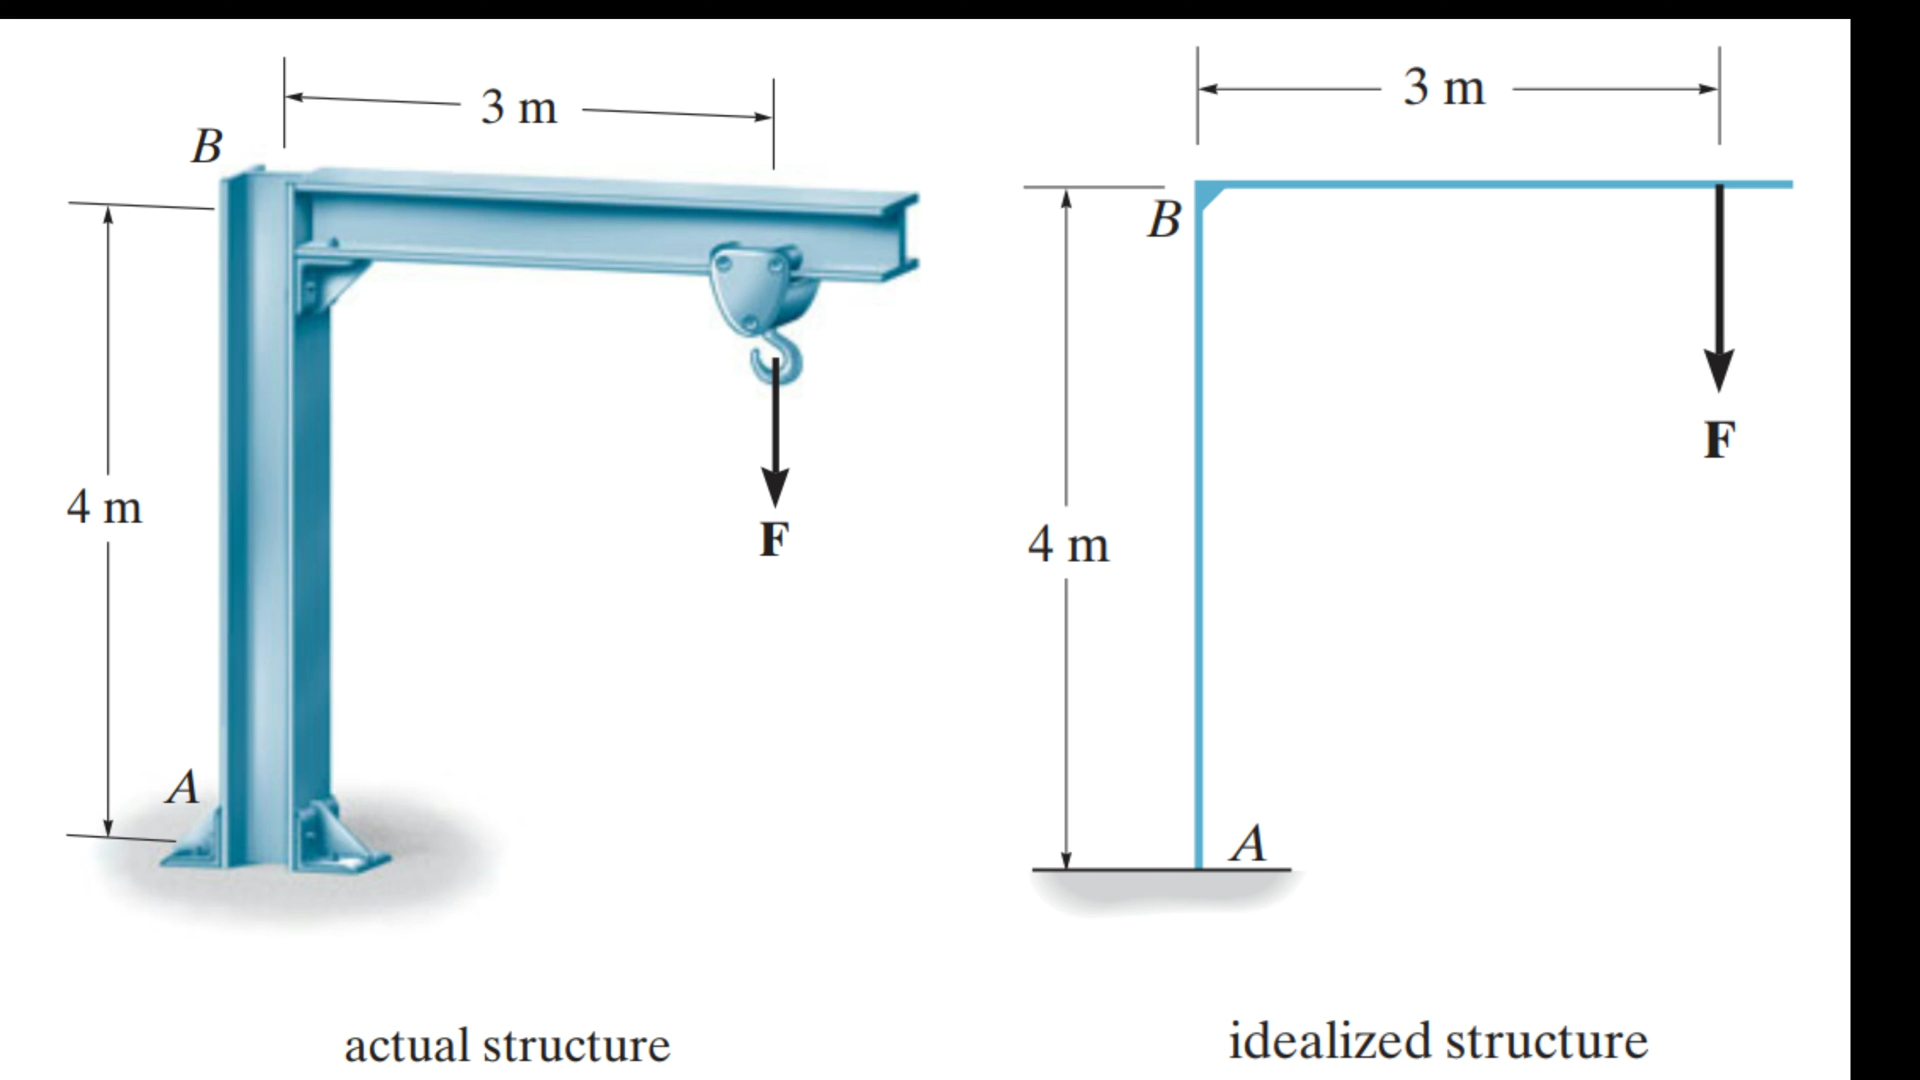 3 m
B
4 m
F
A
actual structure
3 m
B
4 m
F
A
idealized structure